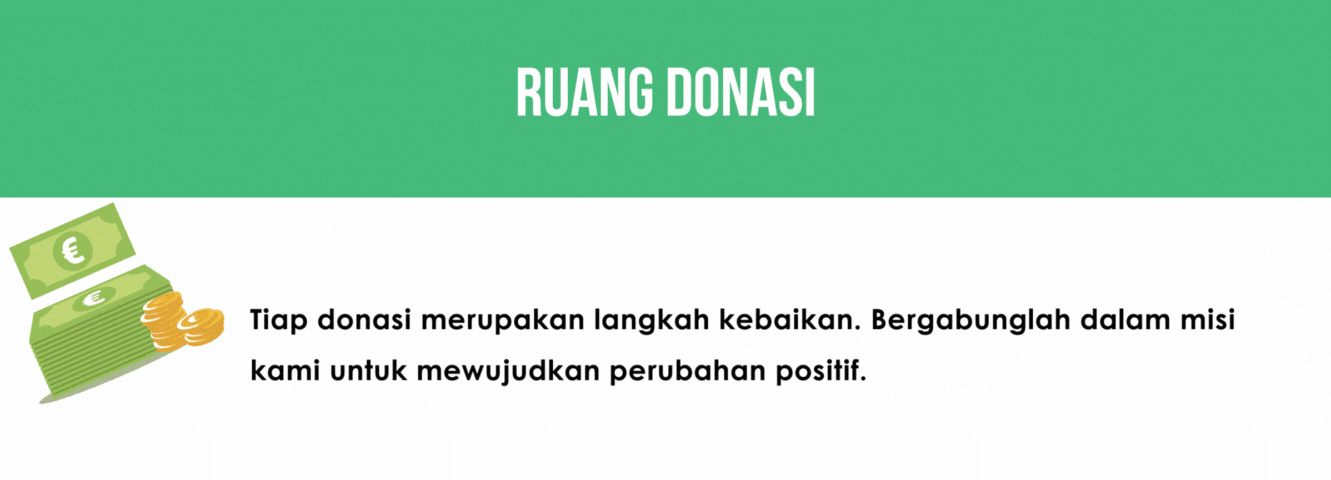 RUANG DONASI
€
€
Tiap donasi merupakan langkah kebaikan. Bergabunglah dalam misi
kami untuk mewujudkan perubahan positif.